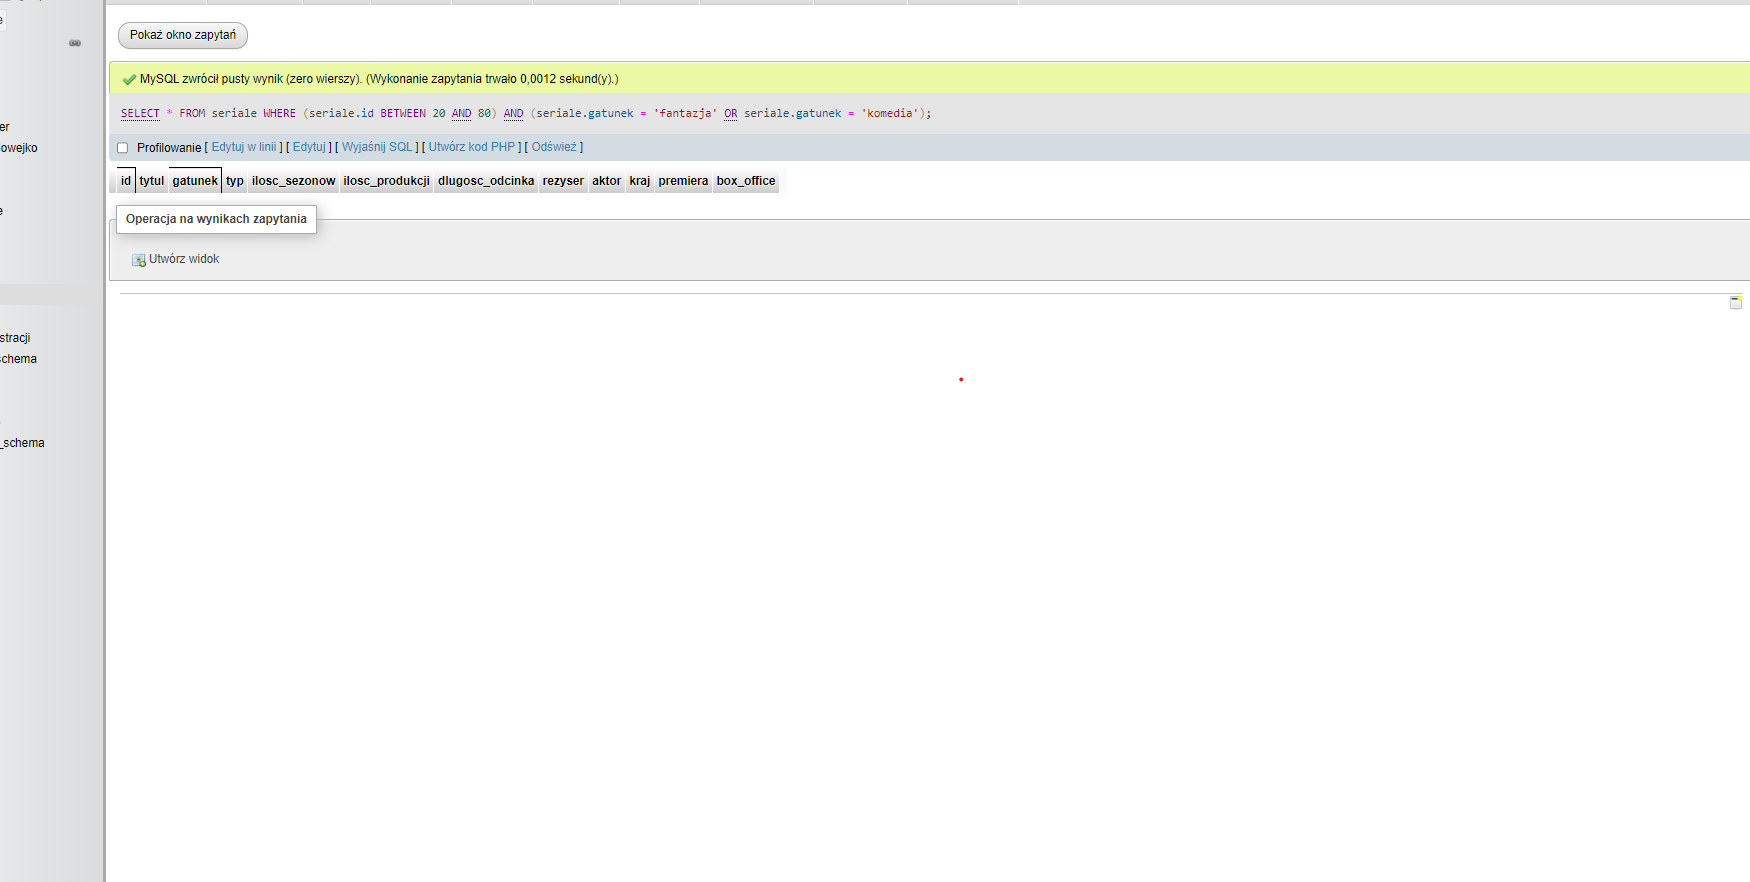 Pokaż okno zapytań
MySQL zwrócił pusty wynik (zero wierszy). (Wykonanie zapytania trwało 0,0012 sekund(y).)
SELECT * FROM seriale WHERE (seriale.id BETWEEN 20 AND 80) AND (seriale.gatunek = 'fantazja' OR seriale.gatunek = 'komedia');
Profilowanie [ Edytuj w linii ] [ Edytuj ] [ Wyjaśnij SQL ] [ Utwórz kod PHP ] [ Odśwież ]
id tytul gatunek typ ilosc_sezonow ilosc_produkcji dlugosc_odcinka rezyser aktor kraj premiera box_office
Operacja na wynikach zapytania
Utwórz widok
e
er
owejko
e
stracji
schema
_schema